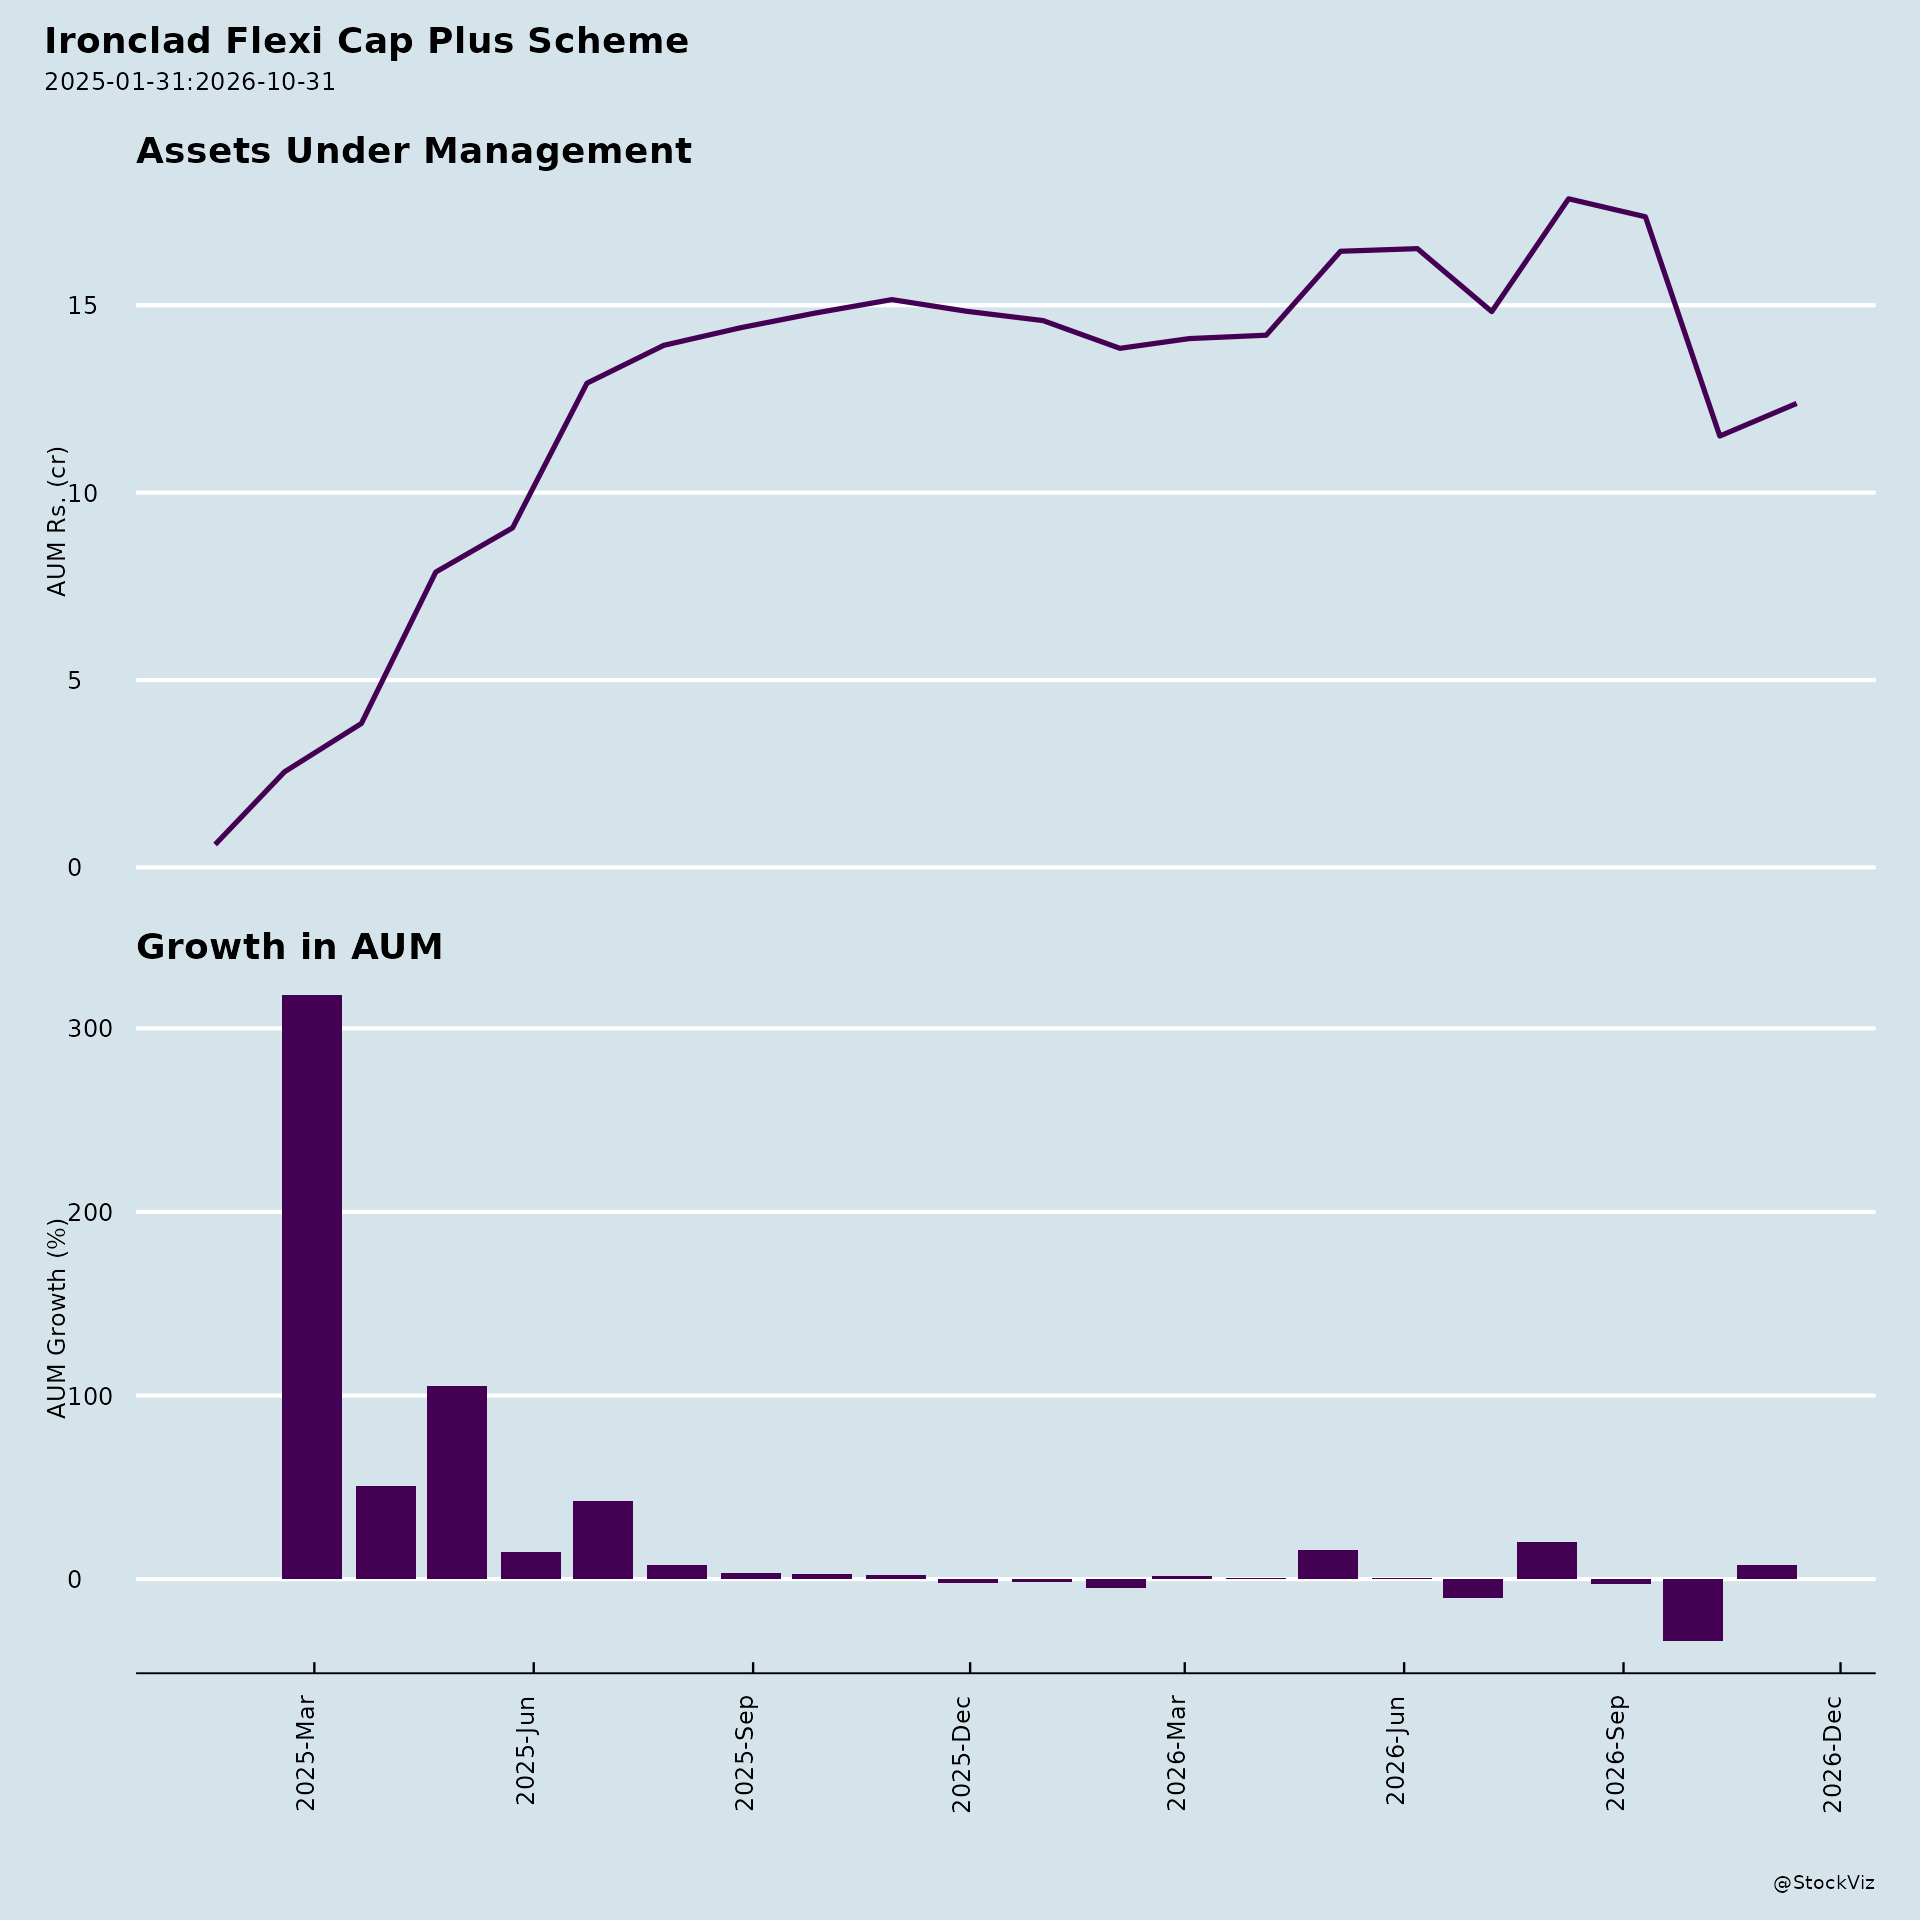 Ironclad Flexi Cap Plus Scheme
2025-01-31:2026-10-31
Assets Under Management
AUM Rs. (cr)
15
10
5
0
Growth in AUM
AUM Growth (%)
300
200
100
0
2025-Mar
2025-Jun
2025-Sep
2025-Dec
2026-Mar
2026-Jun
2026-Sep
2026-Dec
@StockViz